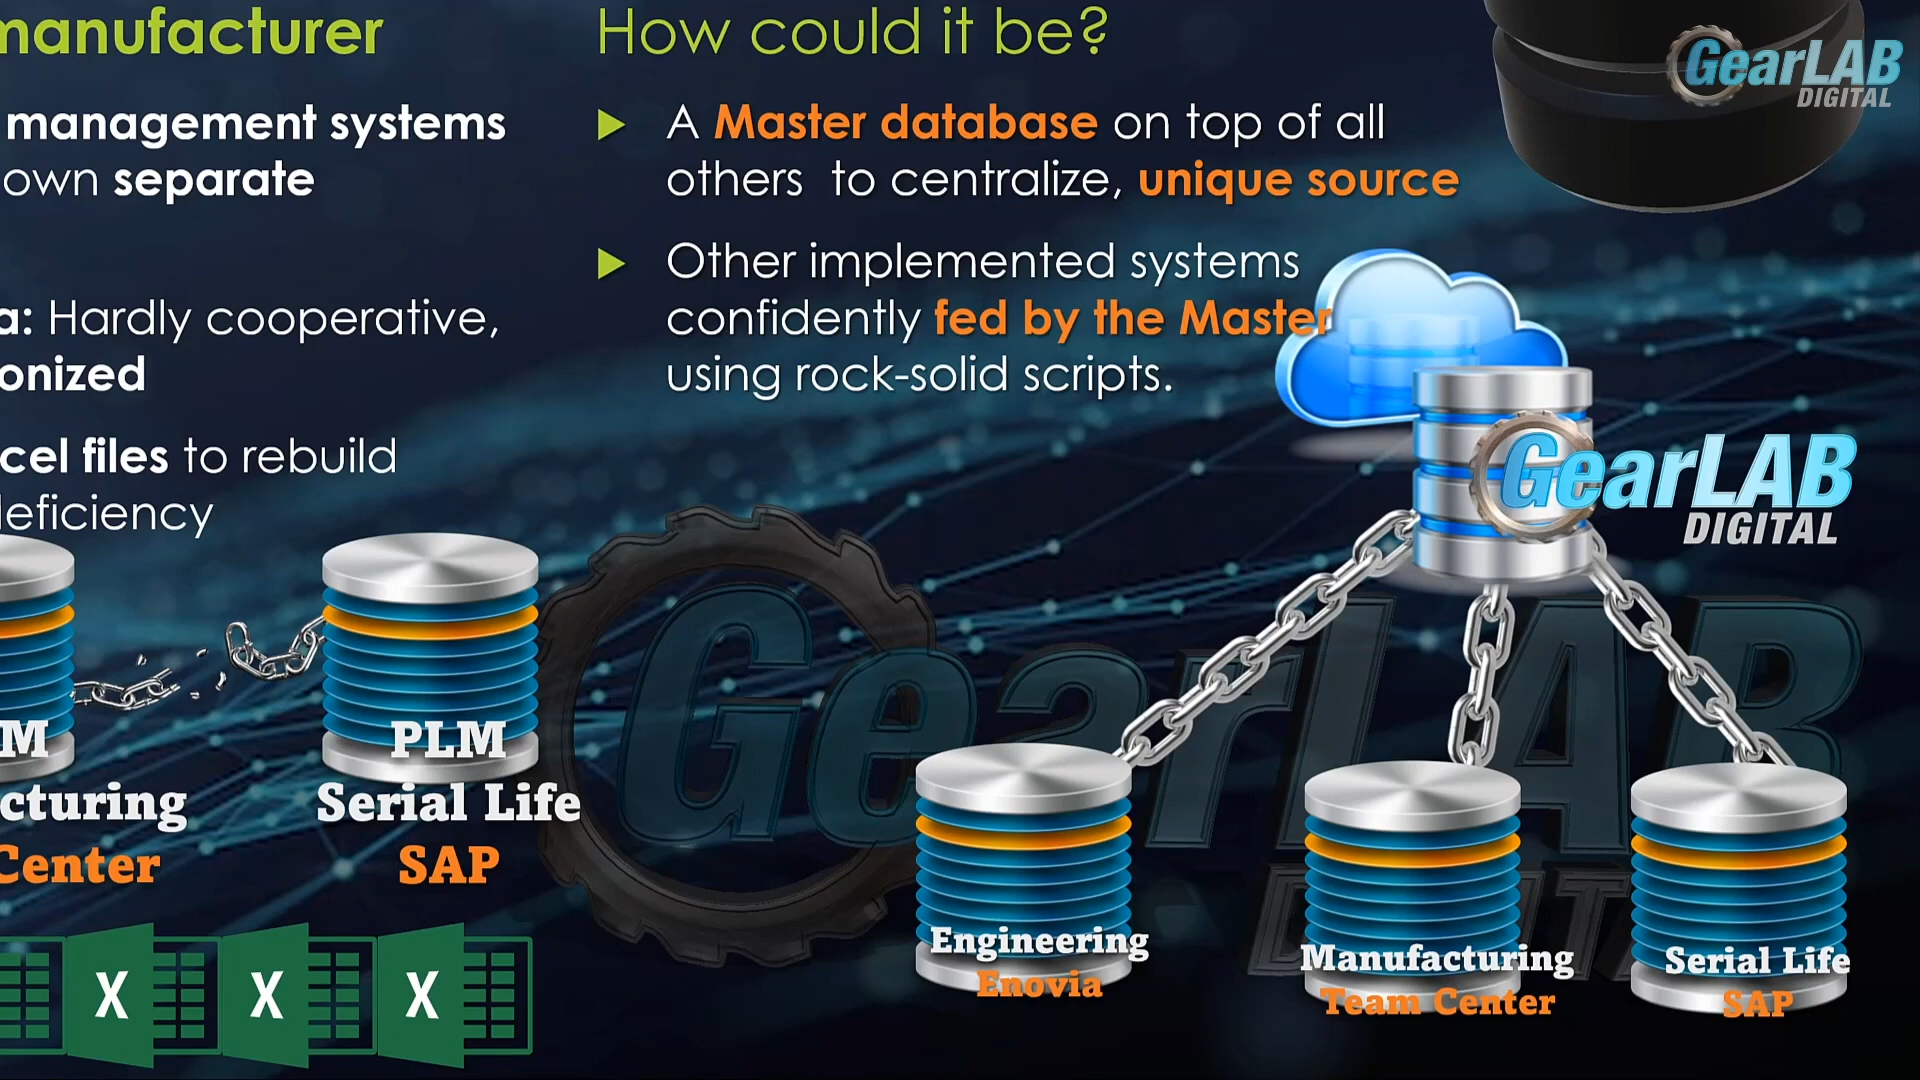 manufacturer
management systems
own separate
a: Hardly cooperative,
onized
cel files to rebuild
deficiency
M
cturing
Center
PLM
Serial Life
SAP
X X X
How could it be?
A Master database on top of all
others to centralize, unique source
Other implemented systems
confidently fed by the Master
using rock-solid scripts.
GearLAB
DIGITAL
GearLAB
DIGITAL
GearLAB
Engineering
Enovia
Manufacturing
Team Center
Serial Life
SAP